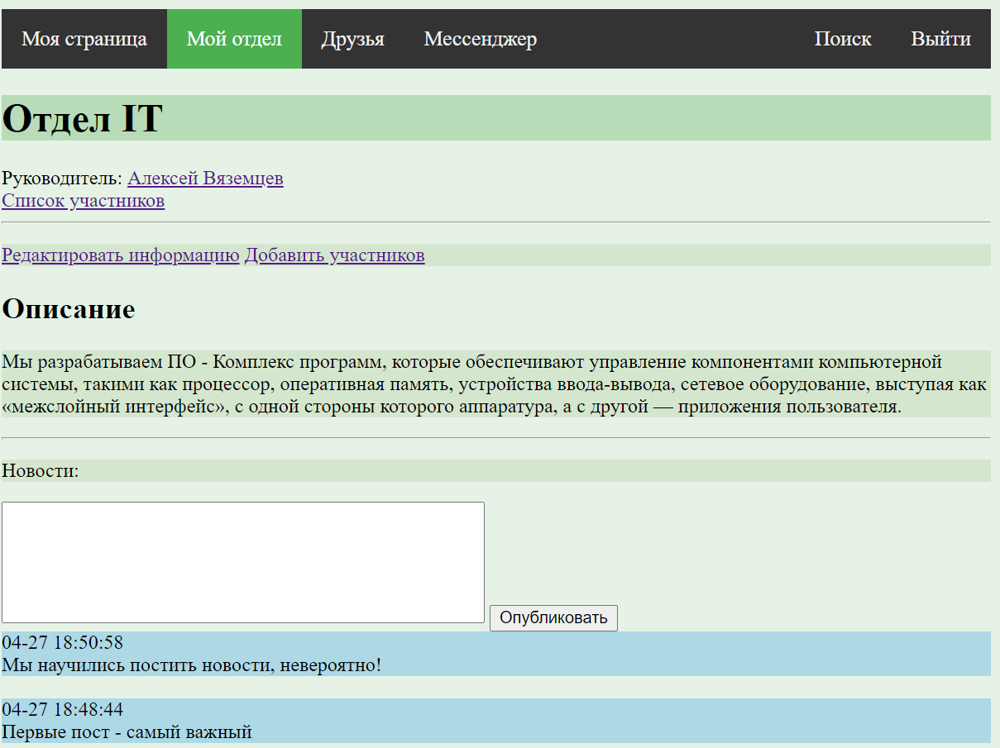 Моя страница Мой отдел Друзья Мессенджер Поиск Выйти
Отдел IT
Руководитель: Алексей Вяземцев
Список участников
Редактировать информацию Добавить участников
Описание
Мы разрабатываем ПО - Комплекс программ, которые обеспечивают управление компонентами компьютерной
системы, такими как процессор, оперативная память, устройства ввода-вывода, сетевое оборудование, выступая как
«межслойный интерфейс», с одной стороны которого аппаратура, а с другой — приложения пользователя.
Новости:
Опубликовать
04-27 18:50:58
Мы научились постить новости, невероятно!
04-27 18:48:44
Первые пост - самый важный